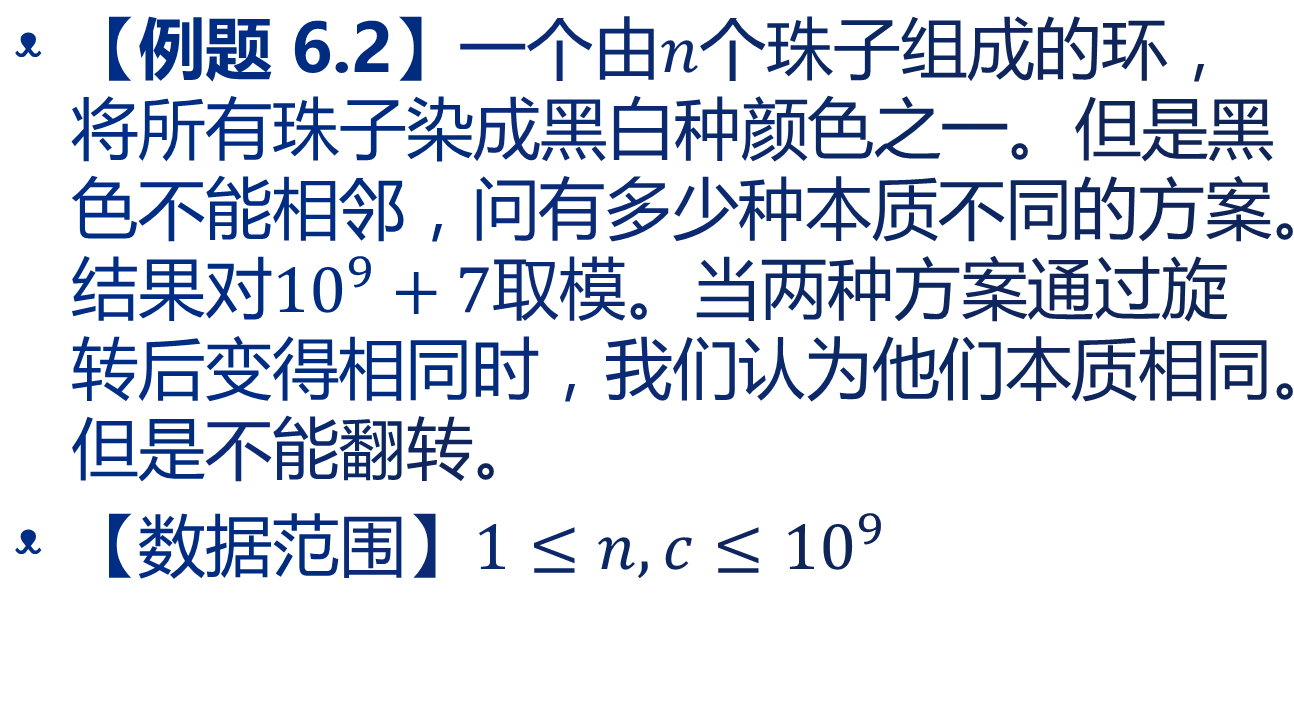 【例题 6.2】一个由n个珠子组成的环，
将所有珠子染成黑白种颜色之一。但是黑
色不能相邻，问有多少种本质不同的方案。
结果对10⁹ + 7取模。当两种方案通过旋
转后变得相同时，我们认为他们本质相同。
但是不能翻转。
【数据范围】1 ≤ n, c ≤ 10⁹